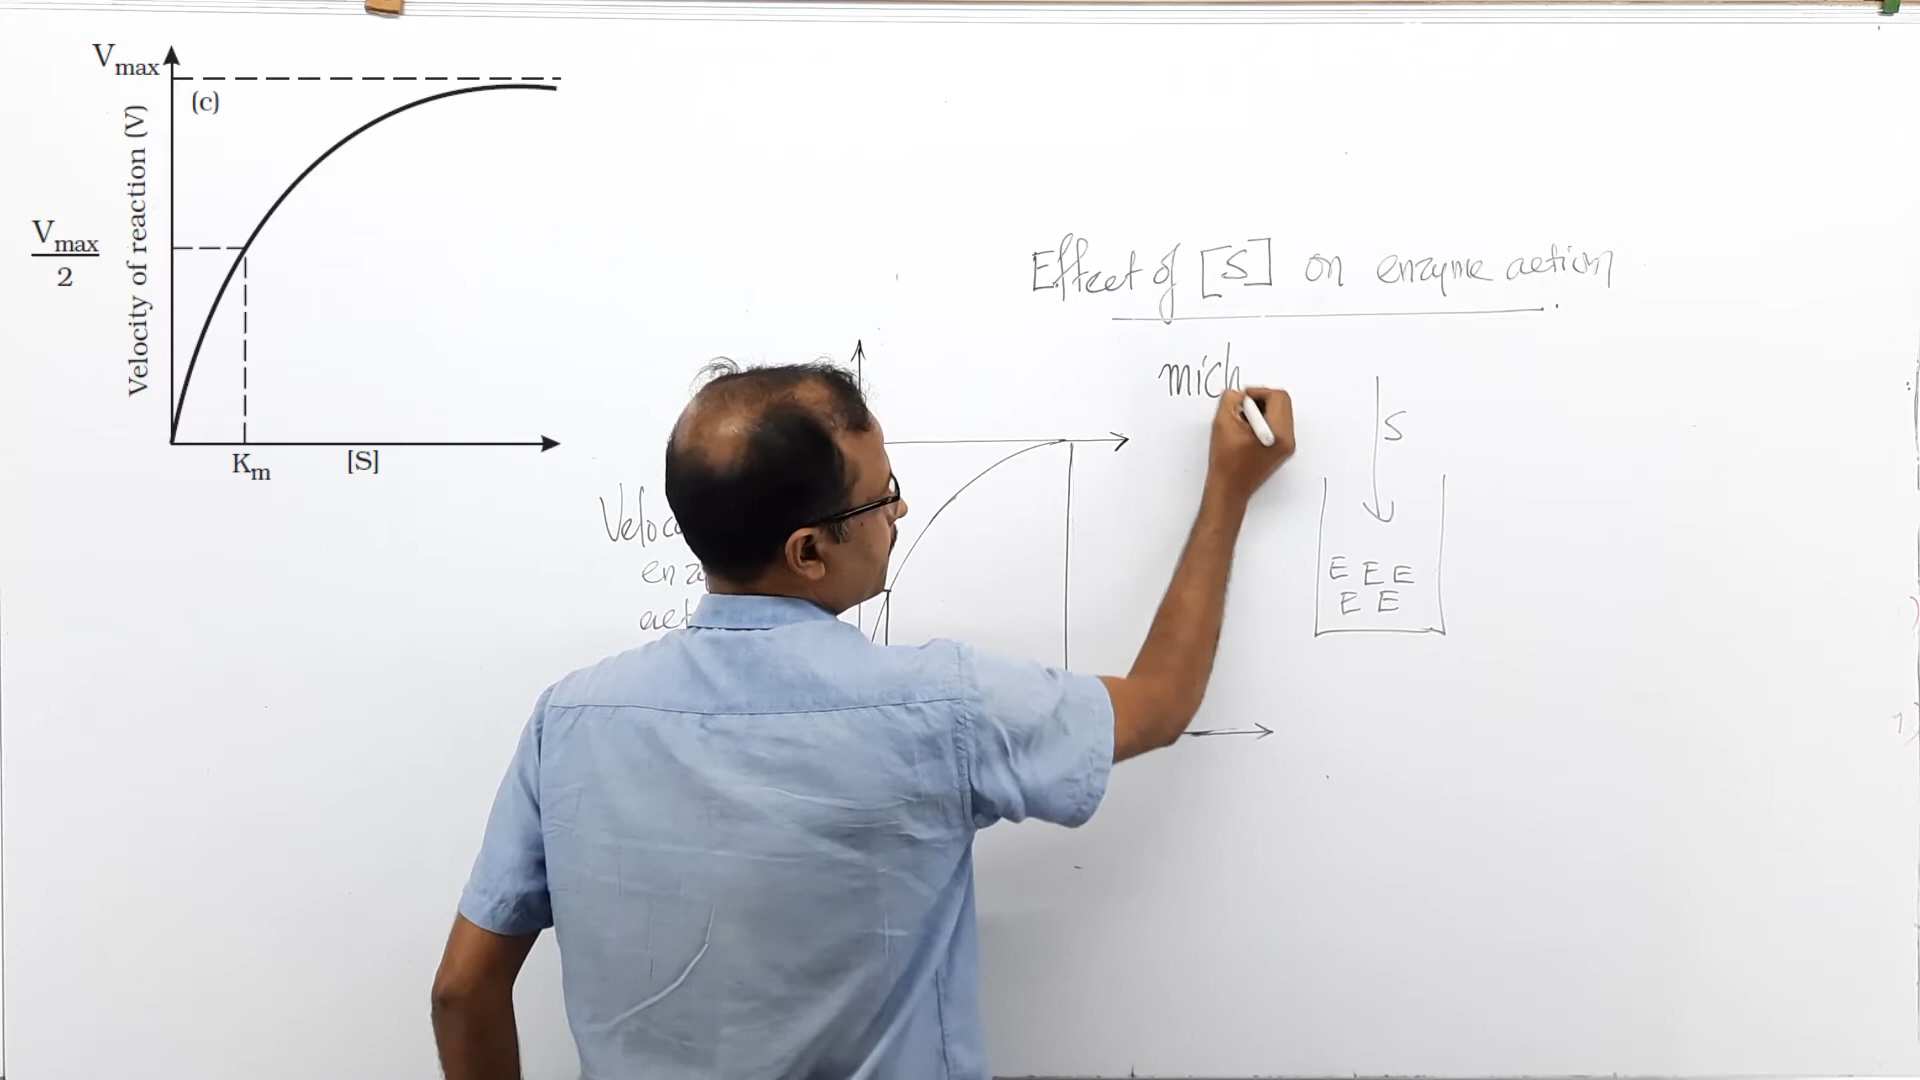 Vmax
(c)
Velocity of reaction (V)
Vmax
2
Km
[S]
Effect of [S] on enzyme action
mich
S
E E E
E E